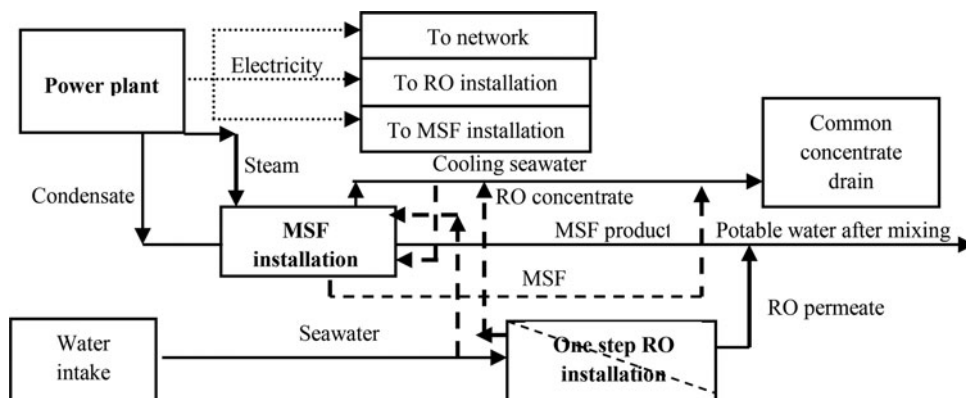 To network
Power plant
Electricity
To RO installation
To MSF installation
Common
concentrate
drain
Cooling seawater
Steam
Condensate
RO concentrate
MSF
installation
MSF product
Potable water after mixing
MSF
RO permeate
Seawater
Water
intake
One step RO
installation